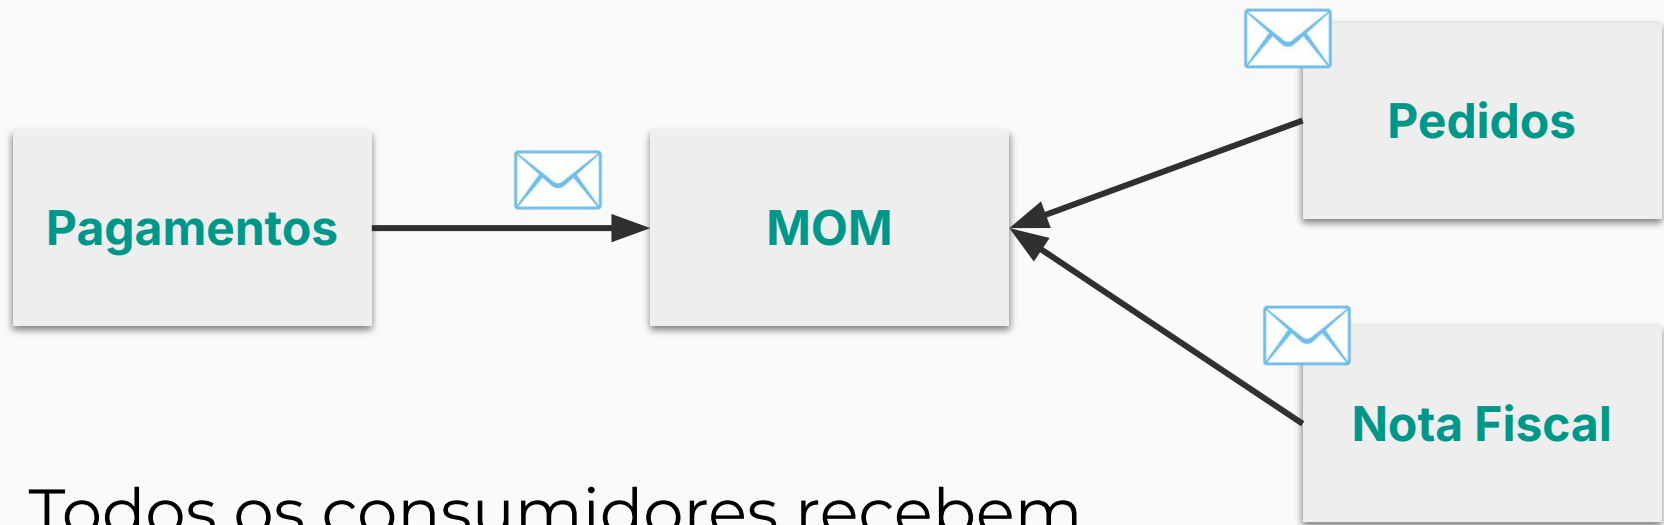 Pedidos
Pagamentos
MOM
Nota Fiscal
Todos os consumidores recebem